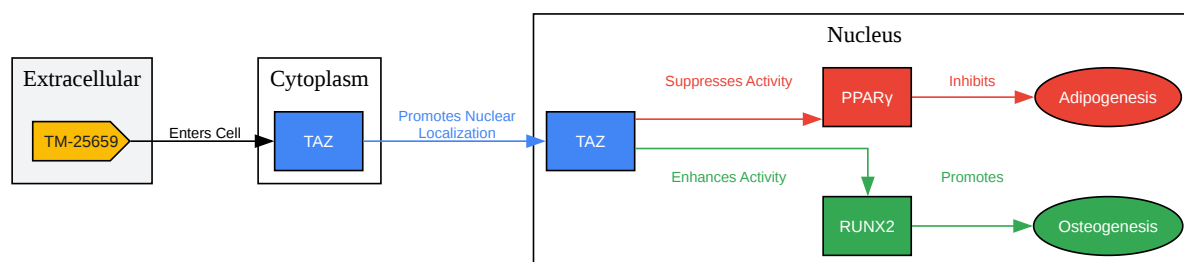 Nucleus
Extracellular
Cytoplasm
TM-25659
Enters Cell
TAZ
Promotes Nuclear
Localization
TAZ
Suppresses Activity
PPARγ
Inhibits
Adipogenesis
Enhances Activity
RUNX2
Promotes
Osteogenesis